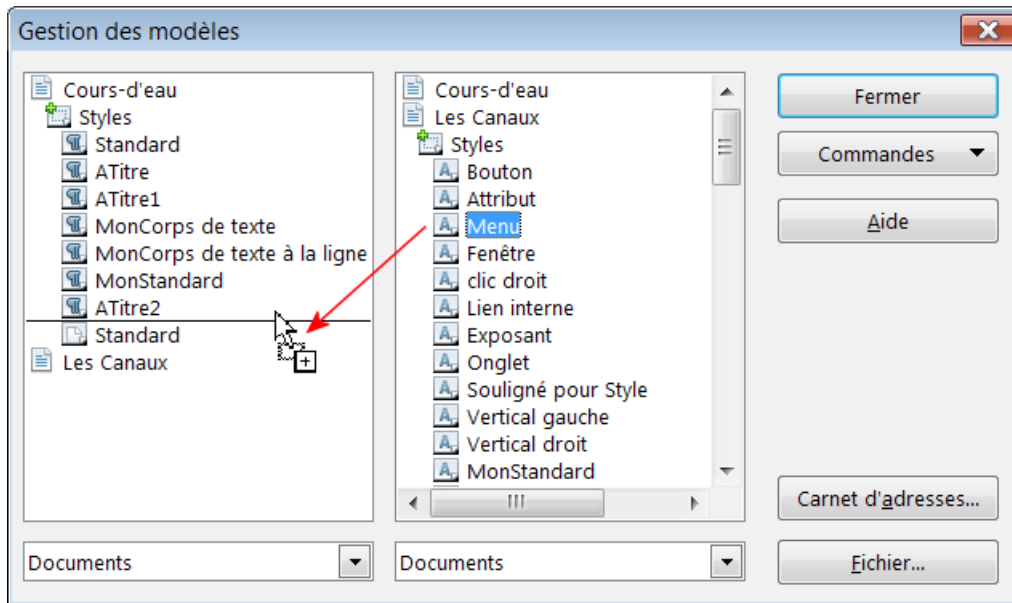 Gestion des modèles
Cours-d'eau
Styles
Standard
ATitre
ATitre1
MonCorps de texte
MonCorps de texte à la ligne
MonStandard
ATitre2
Standard
Les Canaux
Documents
Cours-d'eau
Les Canaux
Styles
Bouton
Attribut
Menu
Fenêtre
clic droit
Lien interne
Exposant
Onglet
Souligné pour Style
Vertical gauche
Vertical droit
MonStandard
Documents
Fermer
Commandes
Aide
Carnet d'adresses...
Fichier...